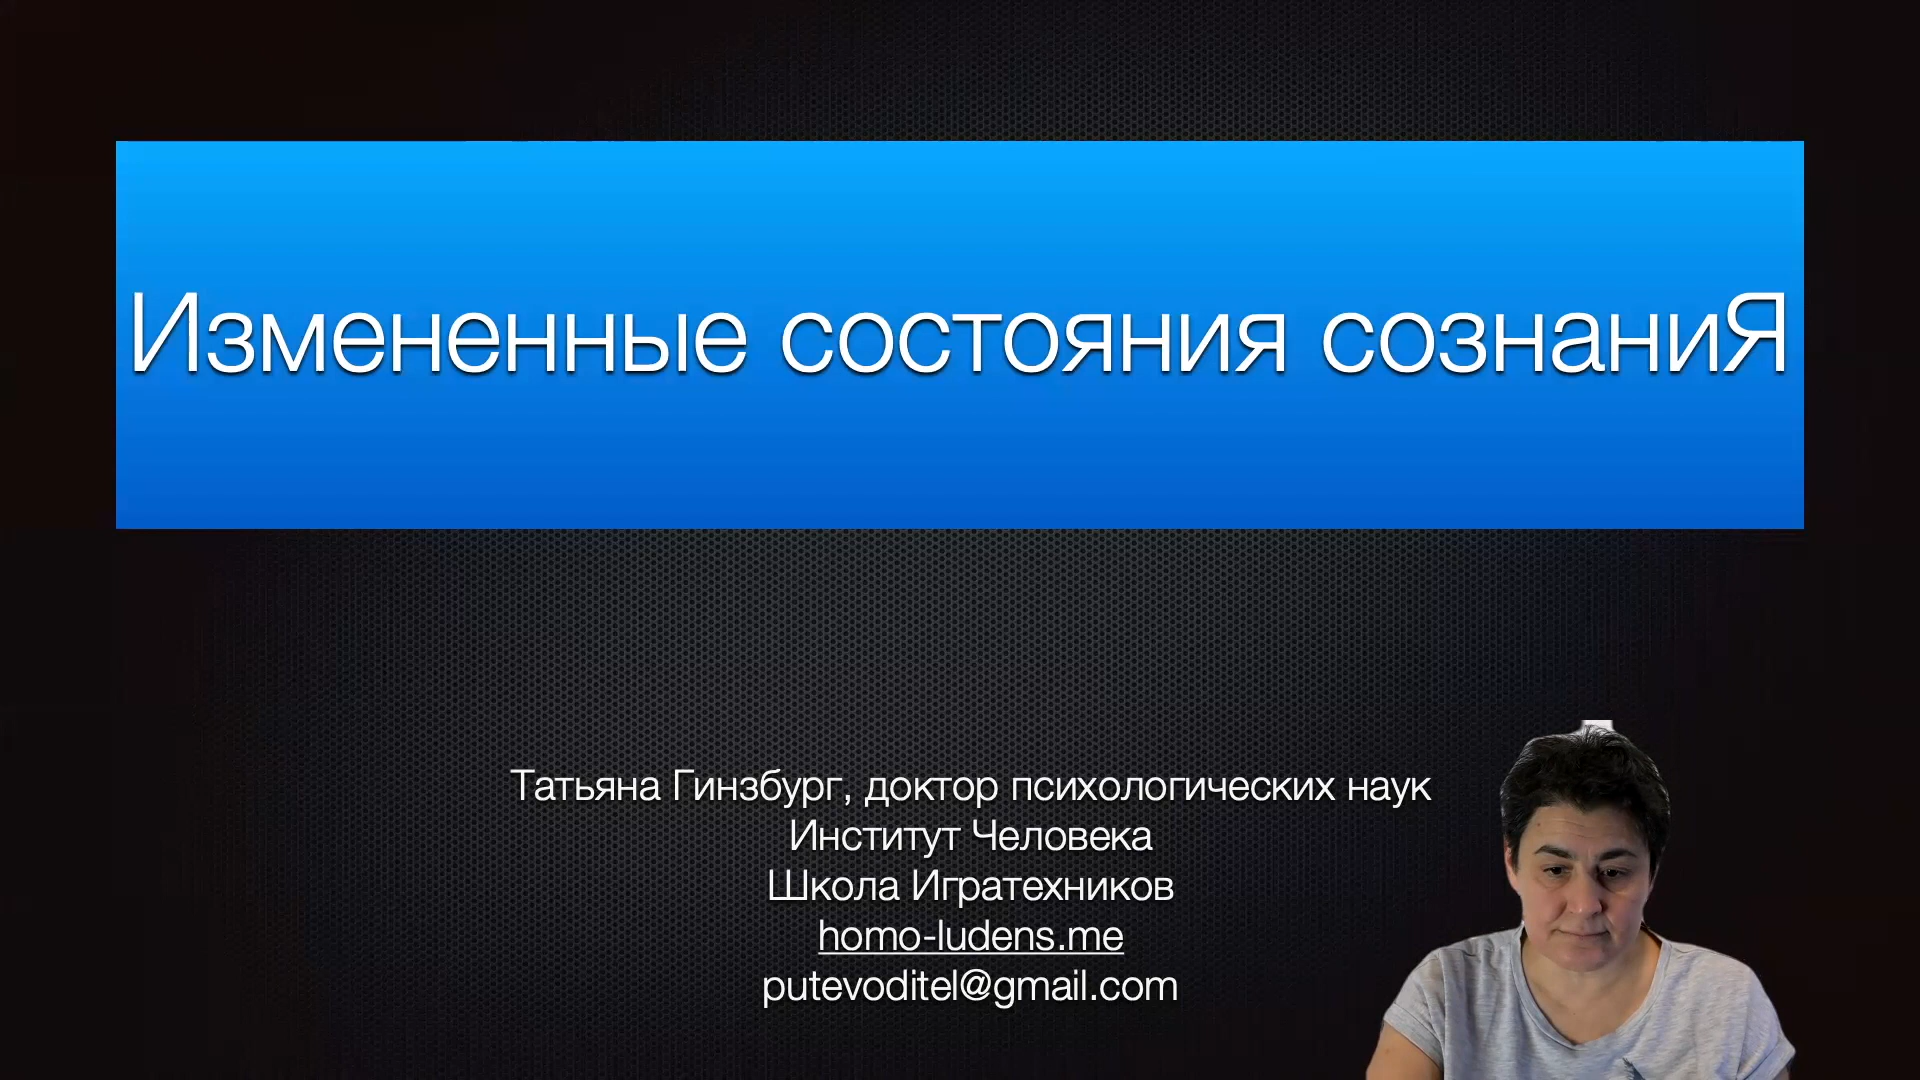 Измененные состояния сознаниЯ
Татьяна Гинзбург, доктор психологических наук
Институт Человека
Школа Игратехников
homo-ludens.me
putevoditel@gmail.com